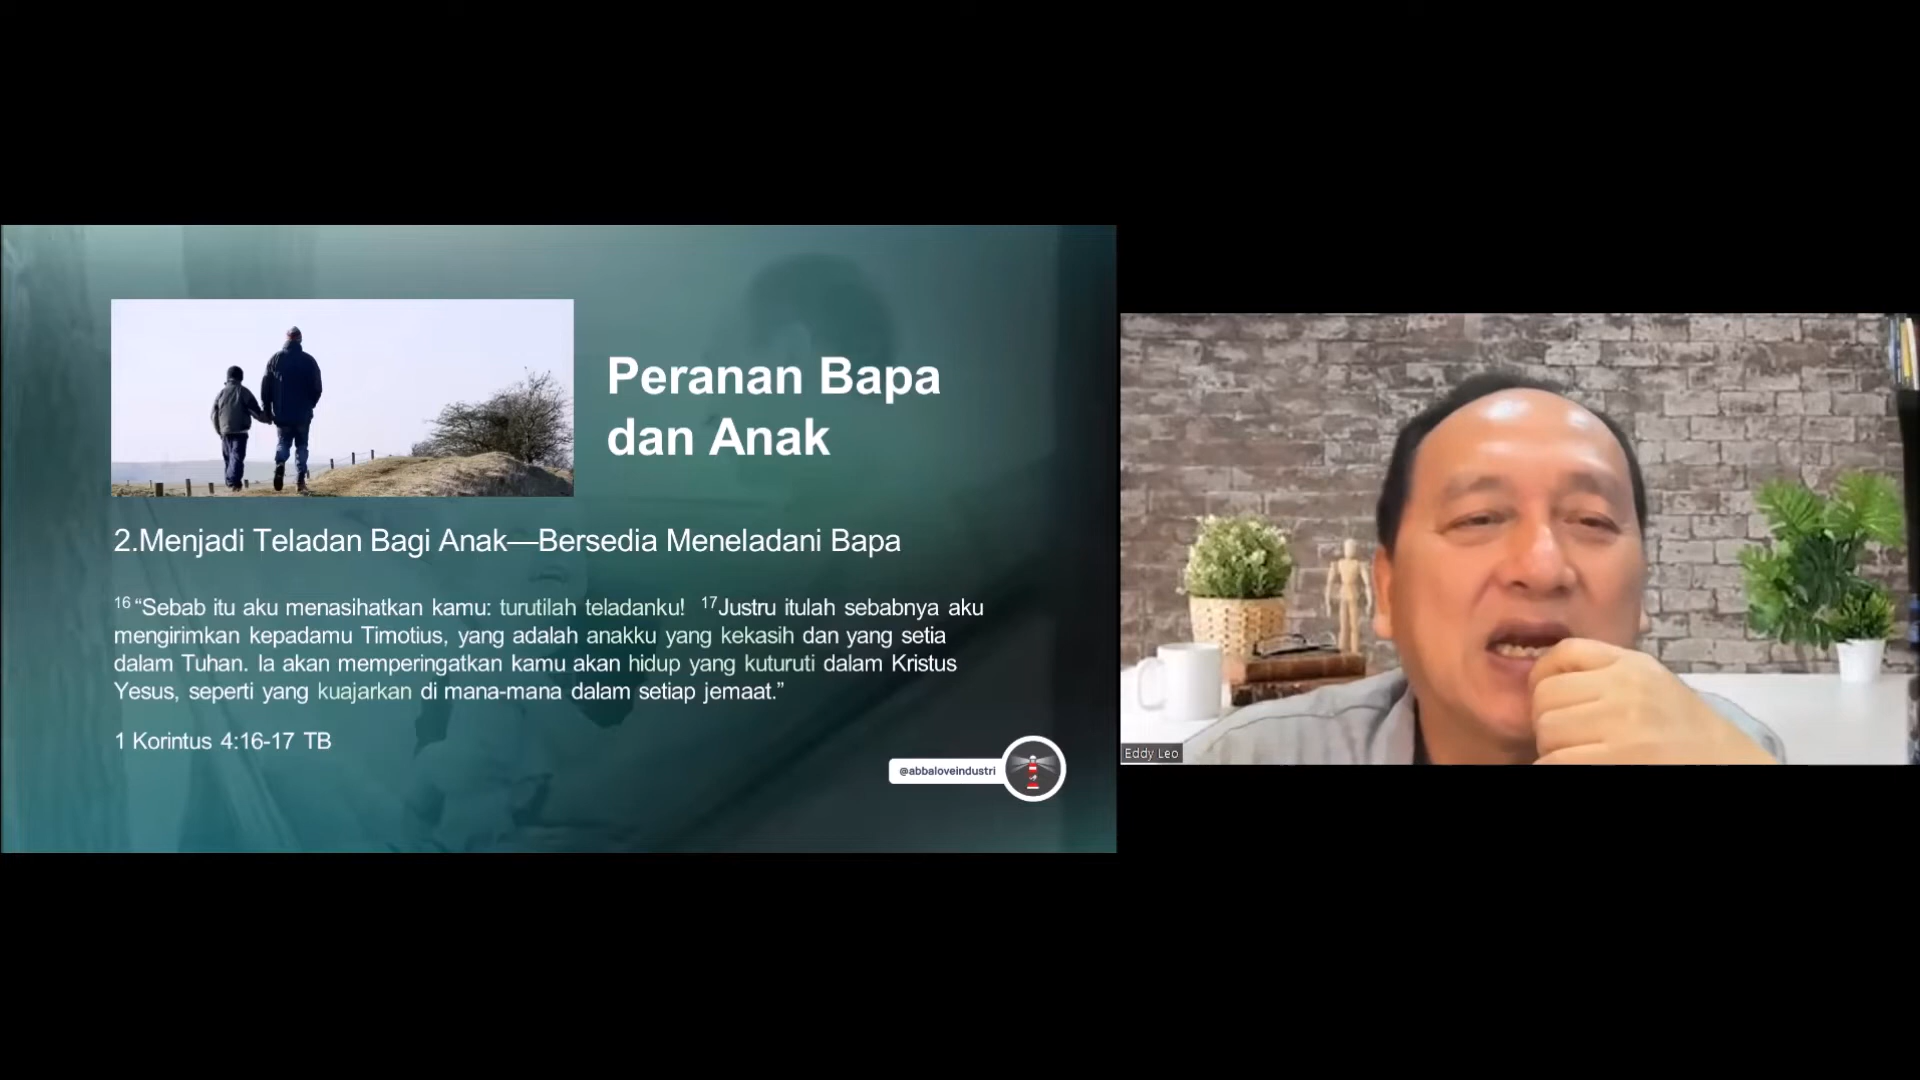 Peranan Bapa
dan Anak
2.Menjadi Teladan Bagi Anak—Bersedia Meneladani Bapa
16 “Sebab itu aku menasihatkan kamu: turutilah teladanku! 17Justru itulah sebabnya aku
mengirimkan kepadamu Timotius, yang adalah anakku yang kekasih dan yang setia
dalam Tuhan. Ia akan memperingatkan kamu akan hidup yang kuturuti dalam Kristus
Yesus, seperti yang kuajarkan di mana-mana dalam setiap jemaat.”
1 Korintus 4:16-17 TB
@abbaloveindustri
Eddy Leo